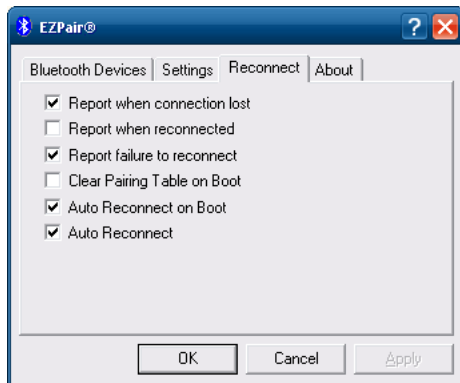 EZPair®
?
Bluetooth Devices Settings Reconnect About
Report when connection lost
Report when reconnected
Report failure to reconnect
Clear Pairing Table on Boot
Auto Reconnect on Boot
Auto Reconnect
OK Cancel Apply